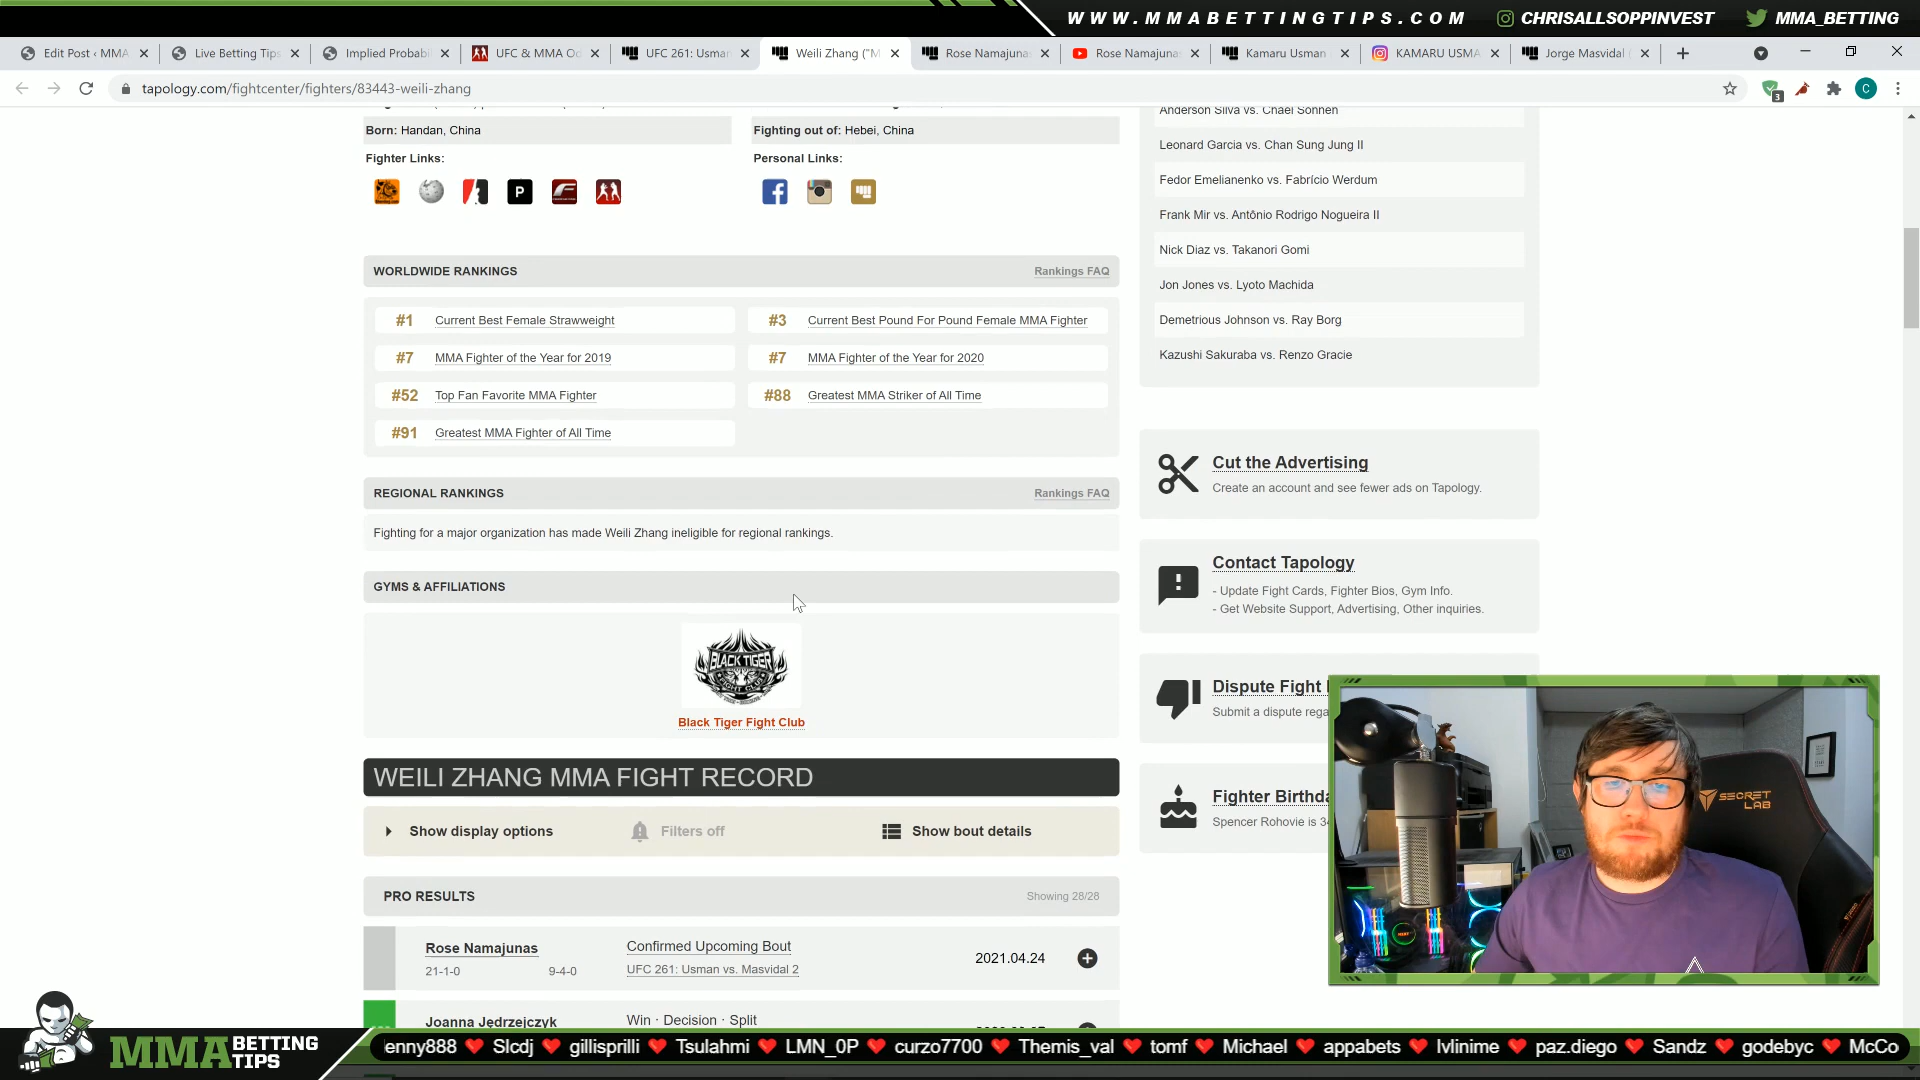 WWW.MMABETTINGTIPS.COM CHRISALLSOPPINVEST MMA_BETTING
Edit Post ‹ MMA Live Betting Tips Implied Probabi UFC & MMA Od UFC 261: Usman Weili Zhang ("M Rose Namajuna Rose Namajuna Kamaru Usman KAMARU USMA Jorge Masvidal (
tapology.com/fightcenter/fighters/83443-weili-zhang
3
C
Born: Handan, China
Fighting out of: Hebei, China
Fighter Links:
Personal Links:
P
WORLDWIDE RANKINGS
Rankings FAQ
#1 Current Best Female Strawweight
#3 Current Best Pound For Pound Female MMA Fighter
#7 MMA Fighter of the Year for 2019
#7 MMA Fighter of the Year for 2020
#52 Top Fan Favorite MMA Fighter
#88 Greatest MMA Striker of All Time
#91 Greatest MMA Fighter of All Time
REGIONAL RANKINGS
Rankings FAQ
Fighting for a major organization has made Weili Zhang ineligible for regional rankings.
GYMS & AFFILIATIONS
BLACK TIGER
Black Tiger Fight Club
WEILI ZHANG MMA FIGHT RECORD
Show display options
Filters off
Show bout details
PRO RESULTS
Showing 28/28
Rose Namajunas
Confirmed Upcoming Bout
2021.04.24
21-1-0 9-4-0
UFC 261: Usman vs. Masvidal 2
Joanna Jędrzejczyk
Win · Decision · Split
Anderson Silva vs. Chael Sonnen
Leonard Garcia vs. Chan Sung Jung II
Fedor Emelianenko vs. Fabrício Werdum
Frank Mir vs. Antônio Rodrigo Nogueira II
Nick Diaz vs. Takanori Gomi
Jon Jones vs. Lyoto Machida
Demetrious Johnson vs. Ray Borg
Kazushi Sakuraba vs. Renzo Gracie
Cut the Advertising
Create an account and see fewer ads on Tapology.
Contact Tapology
- Update Fight Cards, Fighter Bios, Gym Info.
- Get Website Support, Advertising, Other inquiries.
Dispute Fight
Submit a dispute rega
Fighter Birthda
Spencer Rohovie is 34
SECRET
LAB
MMA BETTING
TIPS
enny888 Slcdj gillisprilli Tsulahmi LMN_0P curzo7700 Themis_val tomf Michael appabets lvlinime paz.diego Sandz godebyc McCo